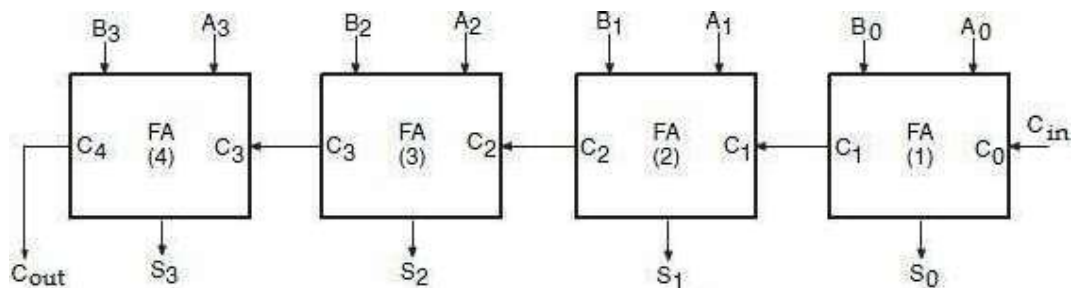 B3 A3 B2 A2 B1 A1 B0 A0
Cin
C4 FA (4) C3 C3 FA (3) C2 C2 FA (2) C1 C1 FA (1) C0
Cout S3 S2 S1 S0